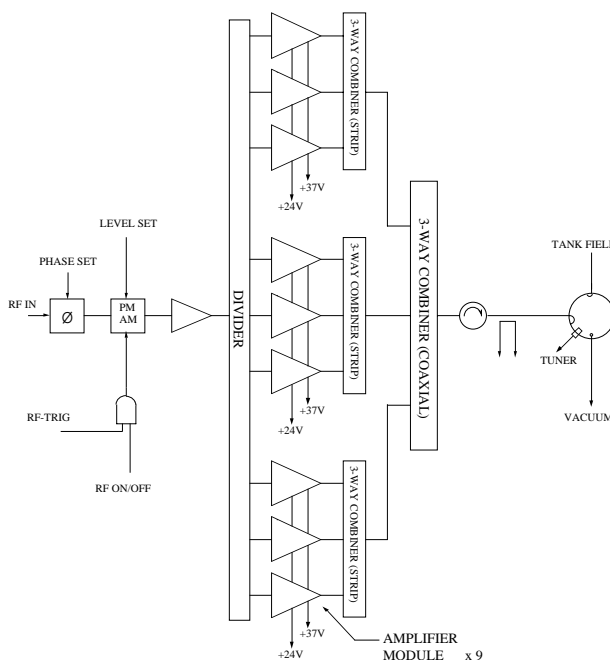 3-WAY COMBINER (STRIP)
+37V
+24V
LEVEL SET
PHASE SET
RF IN
Ø
PM
AM
RF-TRIG
RF ON/OFF
DIVIDER
3-WAY COMBINER (STRIP)
+37V
+24V
3-WAY COMBINER (COAXIAL)
TANK FIELD
TUNER
VACUUM
3-WAY COMBINER (STRIP)
+37V
+24V
AMPLIFIER
MODULE x 9